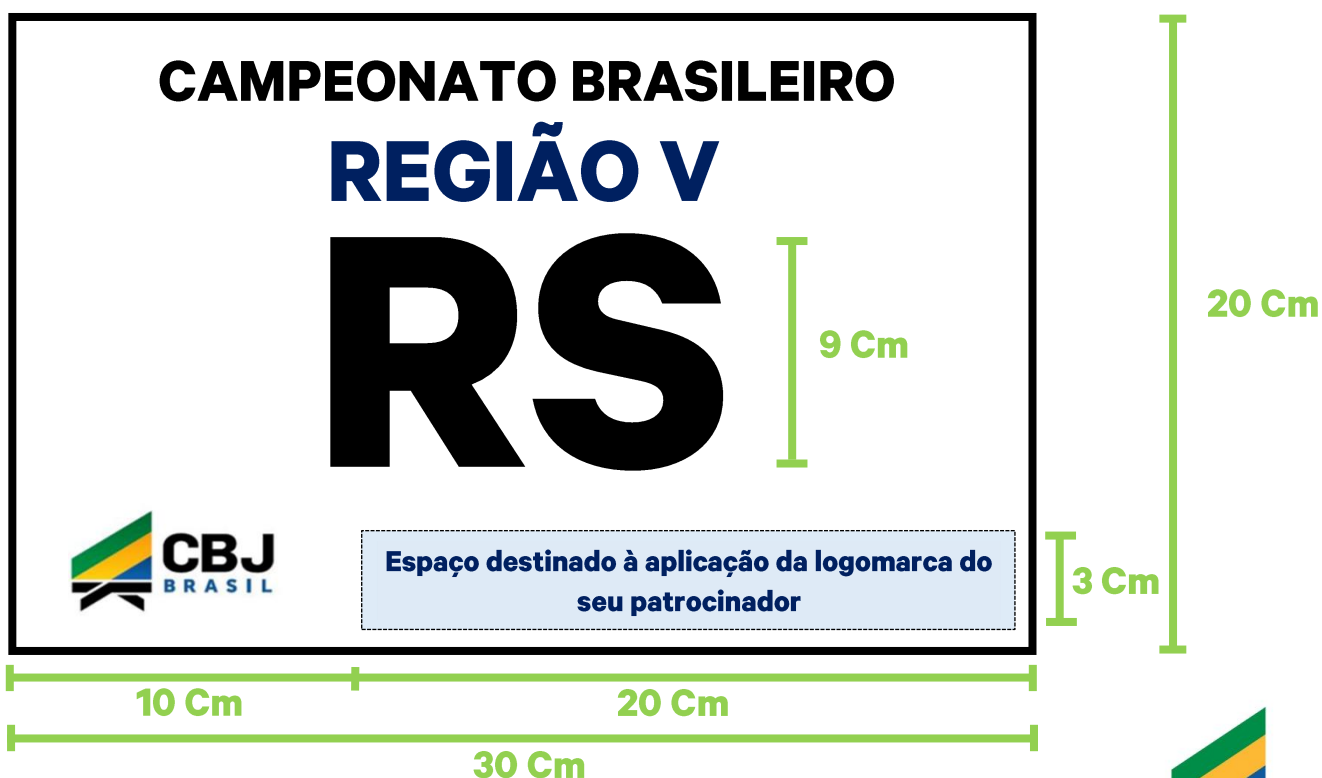 CAMPEONATO BRASILEIRO
REGIÃO V
RS
9 Cm
20 Cm
CBJ
BRASIL
Espaço destinado à aplicação da logomarca do
seu patrocinador
3 Cm
10 Cm
20 Cm
30 Cm